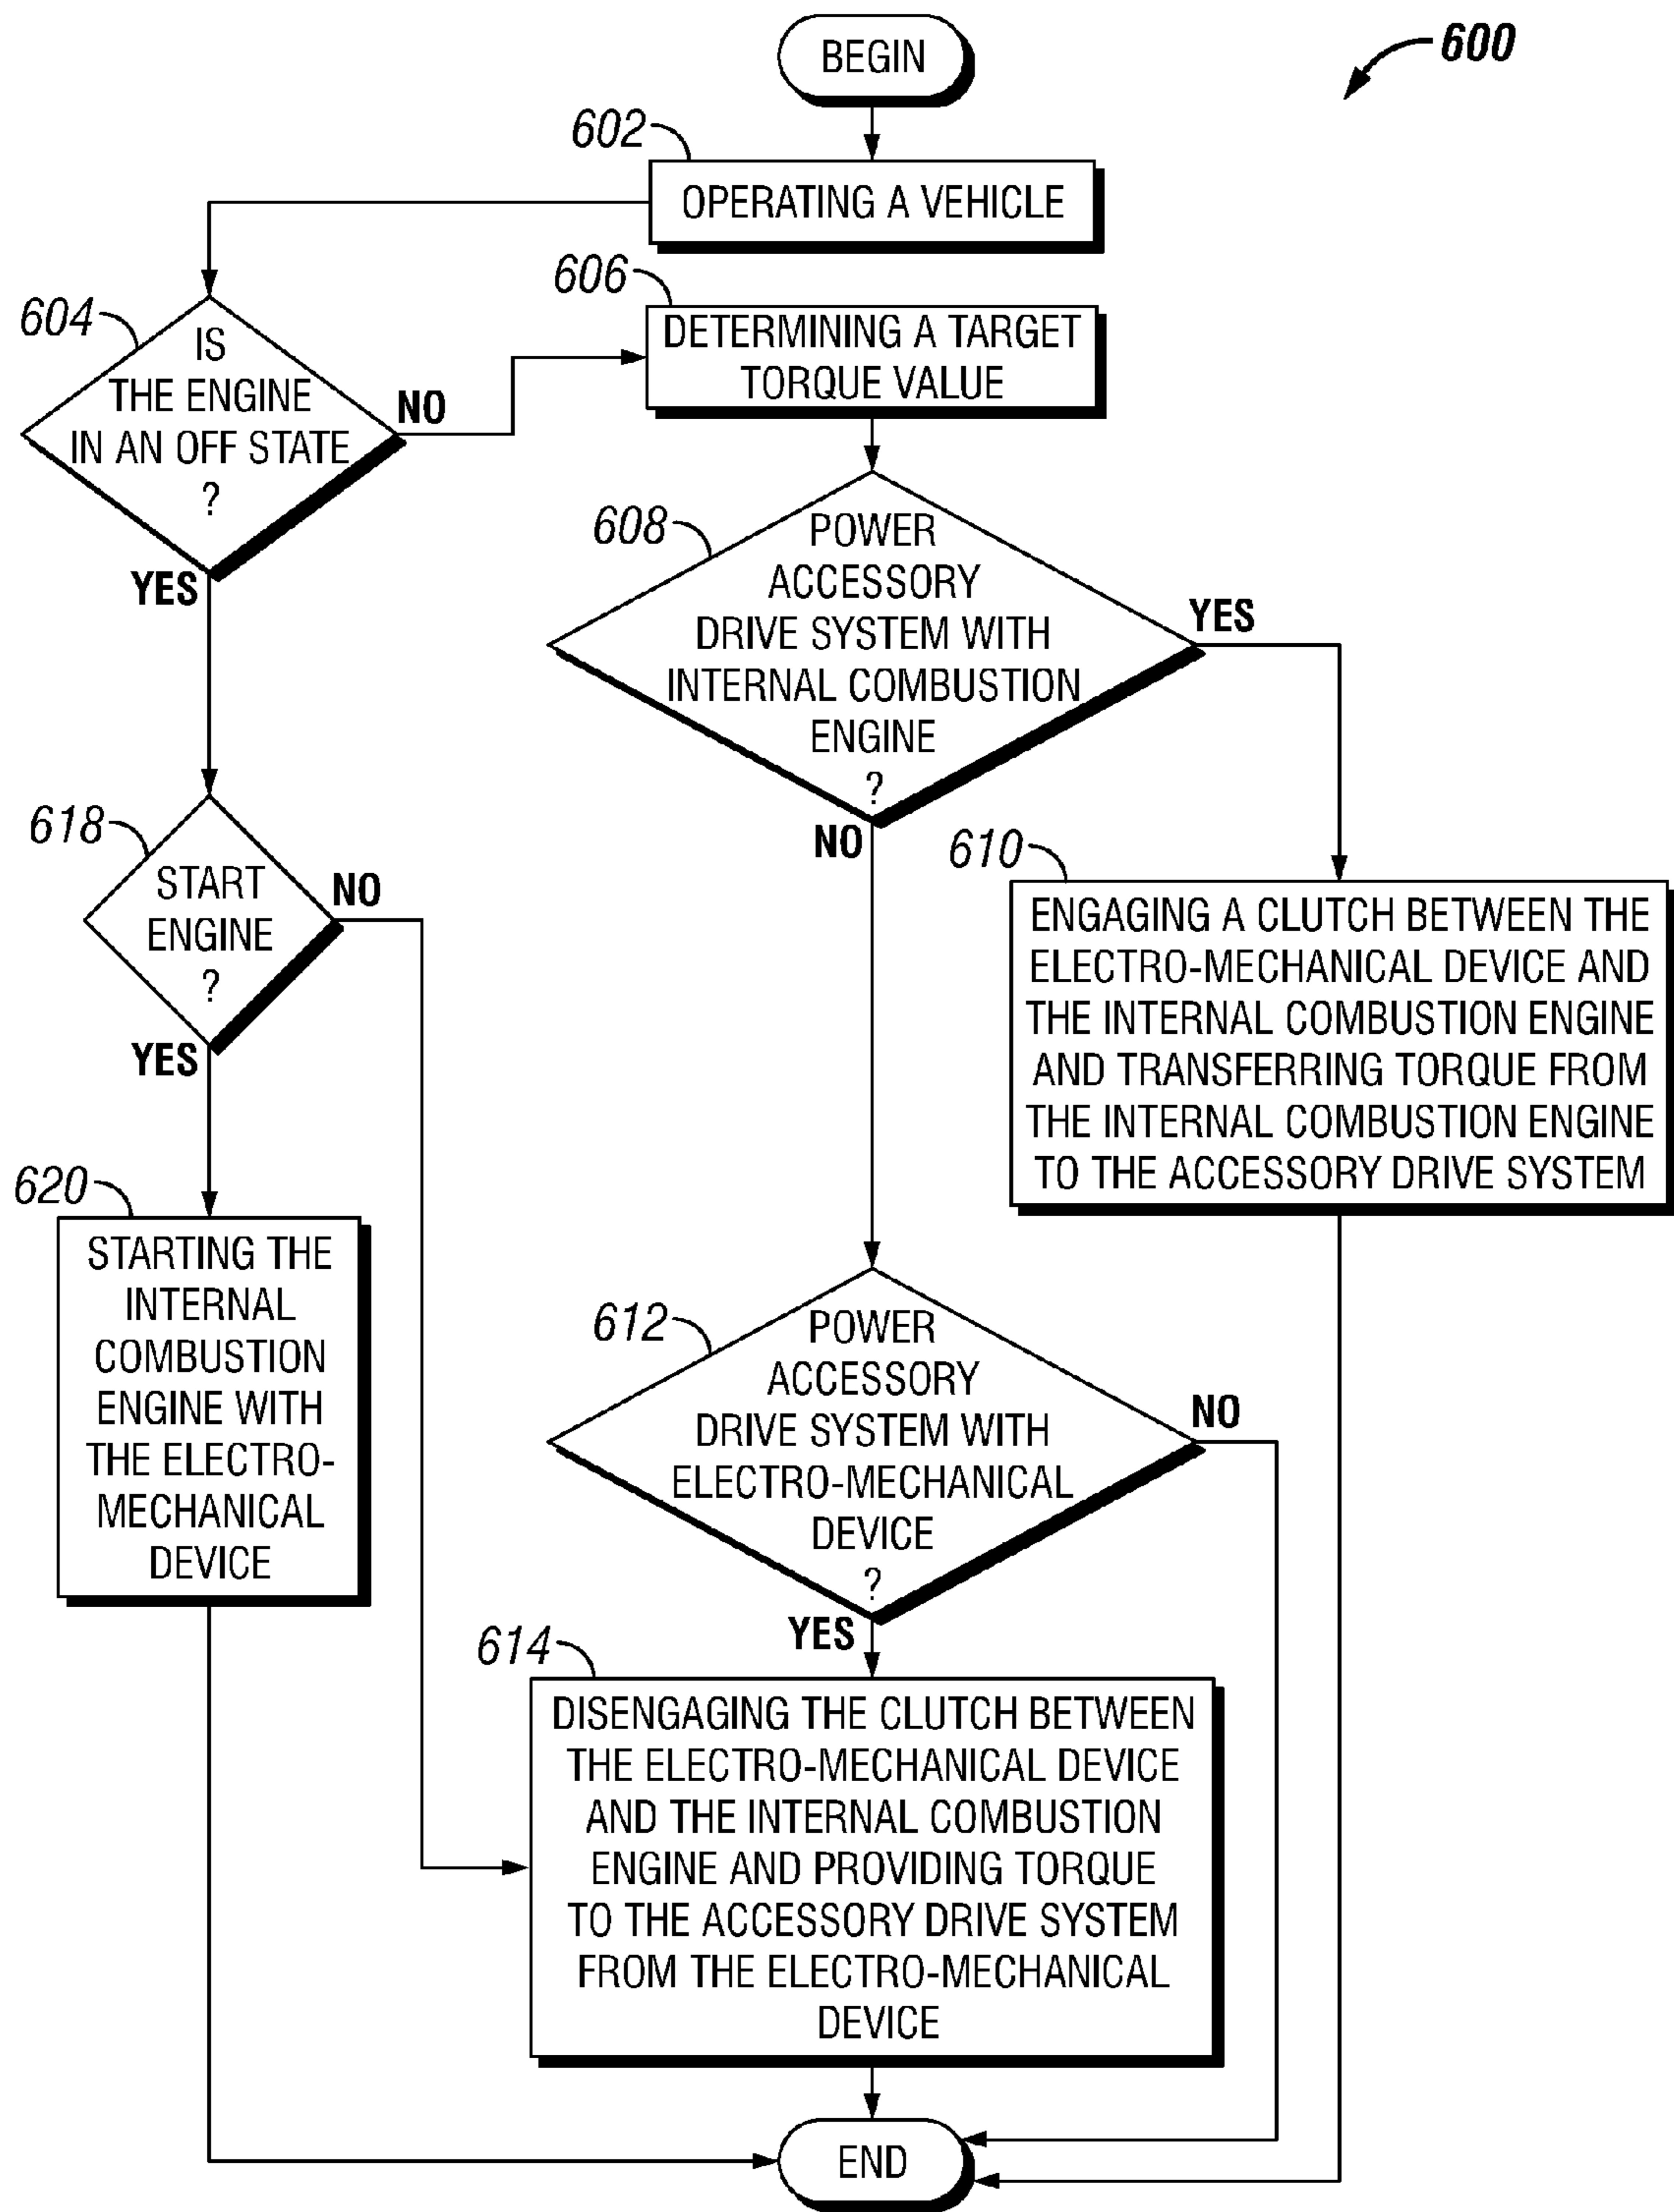 BEGIN
600
602
OPERATING A VEHICLE
604
IS
THE ENGINE
IN AN OFF STATE
?
NO
YES
606
DETERMINING A TARGET
TORQUE VALUE
608
POWER
ACCESSORY
DRIVE SYSTEM WITH
INTERNAL COMBUSTION
ENGINE
?
YES
NO
610
ENGAGING A CLUTCH BETWEEN THE
ELECTRO-MECHANICAL DEVICE AND
THE INTERNAL COMBUSTION ENGINE
AND TRANSFERRING TORQUE FROM
THE INTERNAL COMBUSTION ENGINE
TO THE ACCESSORY DRIVE SYSTEM
618
START
ENGINE
?
NO
YES
620
STARTING THE
INTERNAL
COMBUSTION
ENGINE WITH
THE ELECTRO-
MECHANICAL
DEVICE
612
POWER
ACCESSORY
DRIVE SYSTEM WITH
ELECTRO-MECHANICAL
DEVICE
?
NO
YES
614
DISENGAGING THE CLUTCH BETWEEN
THE ELECTRO-MECHANICAL DEVICE
AND THE INTERNAL COMBUSTION
ENGINE AND PROVIDING TORQUE
TO THE ACCESSORY DRIVE SYSTEM
FROM THE ELECTRO-MECHANICAL
DEVICE
END